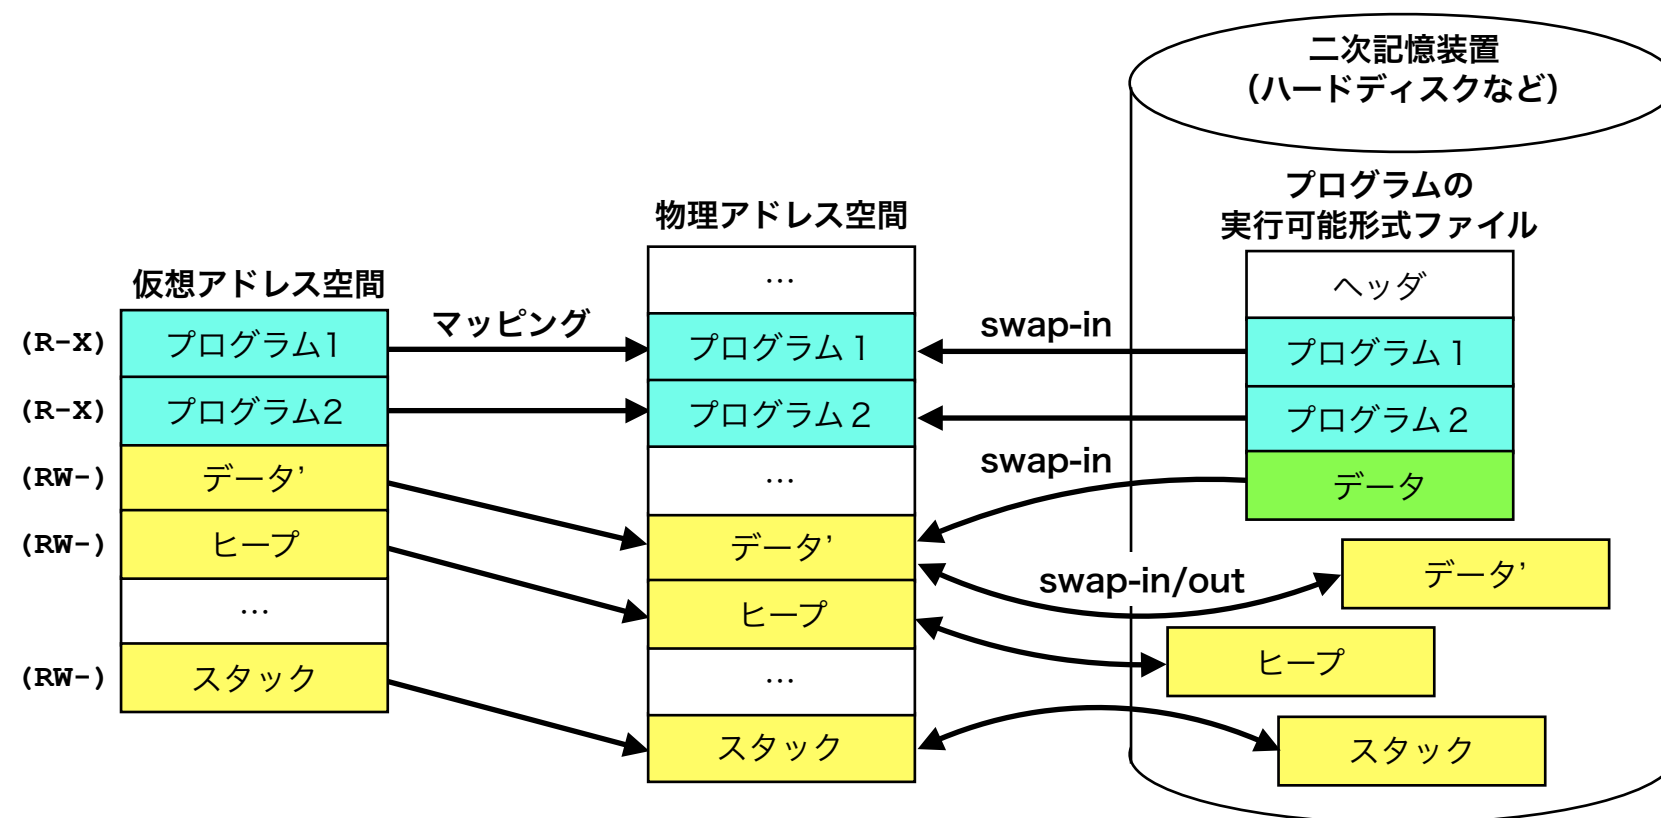 二次記憶装置
（ハードディスクなど）
プログラムの
実行可能形式ファイル
物理アドレス空間
仮想アドレス空間
…
ヘッダ
(R-X)
プログラム1
マッピング
プログラム1
swap-in
プログラム1
(R-X)
プログラム2
プログラム2
プログラム2
(RW-)
データ’
…
swap-in
データ
(RW-)
ヒープ
データ’
swap-in/out
データ’
…
ヒープ
ヒープ
(RW-)
スタック
…
スタック
スタック